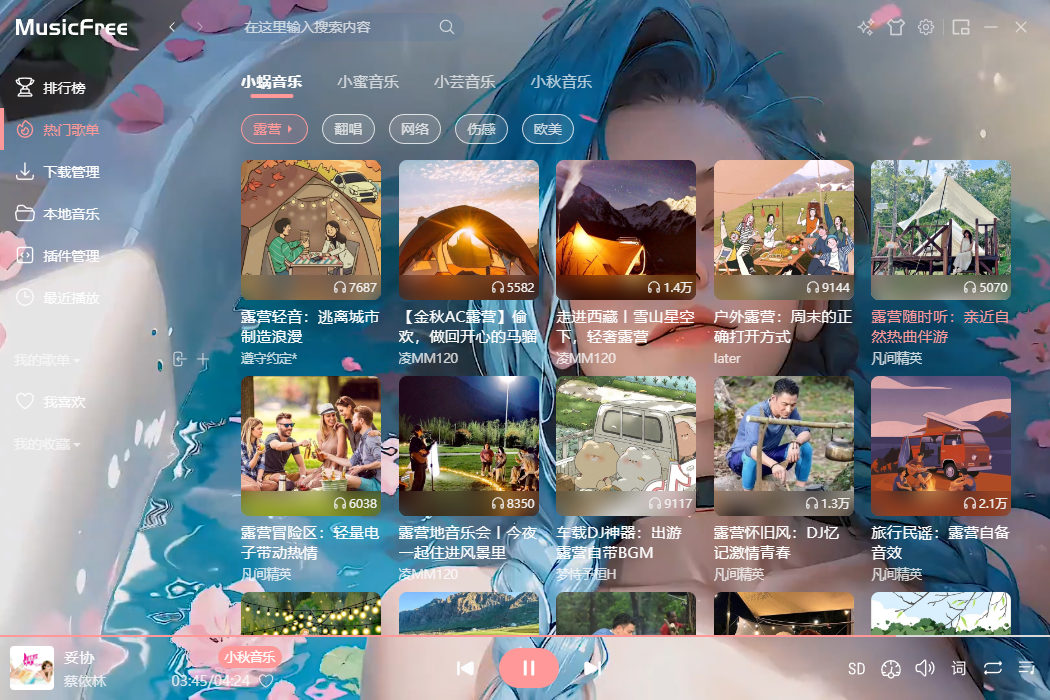 MusicFree
在这里输入搜索内容
排行榜
热门歌单
下载管理
本地音乐
插件管理
最近播放
我的歌单
我喜欢
我的收藏
小蜗音乐 小蜜音乐 小芸音乐 小秋音乐
露营 翻唱 网络 伤感 欧美
7687 5582 1.4万 9144 5070
露营轻音：逃离城市
制造浪漫
遵守约定*
【金秋AC露营】偷
欢，做回开心的马骝
凌MM120
走进西藏丨雪山星空
下，轻奢露营
凌MM120
户外露营：周末的正
确打开方式
later
露营随时听：亲近自
然热曲伴游
凡间精英
6038 8350 9117 1.3万 2.1万
露营冒险区：轻量电
子带动热情
凡间精英
露营地音乐会丨今夜
一起住进风景里
凌MM120
车载DJ神器：出游
露营自带BGM
梦恃予恒H
露营怀旧风：DJ忆
记激情青春
凡间精英
旅行民谣：露营自备
音效
凡间精英
妥协
小秋音乐
蔡依林
03:45/04:24
SD
词